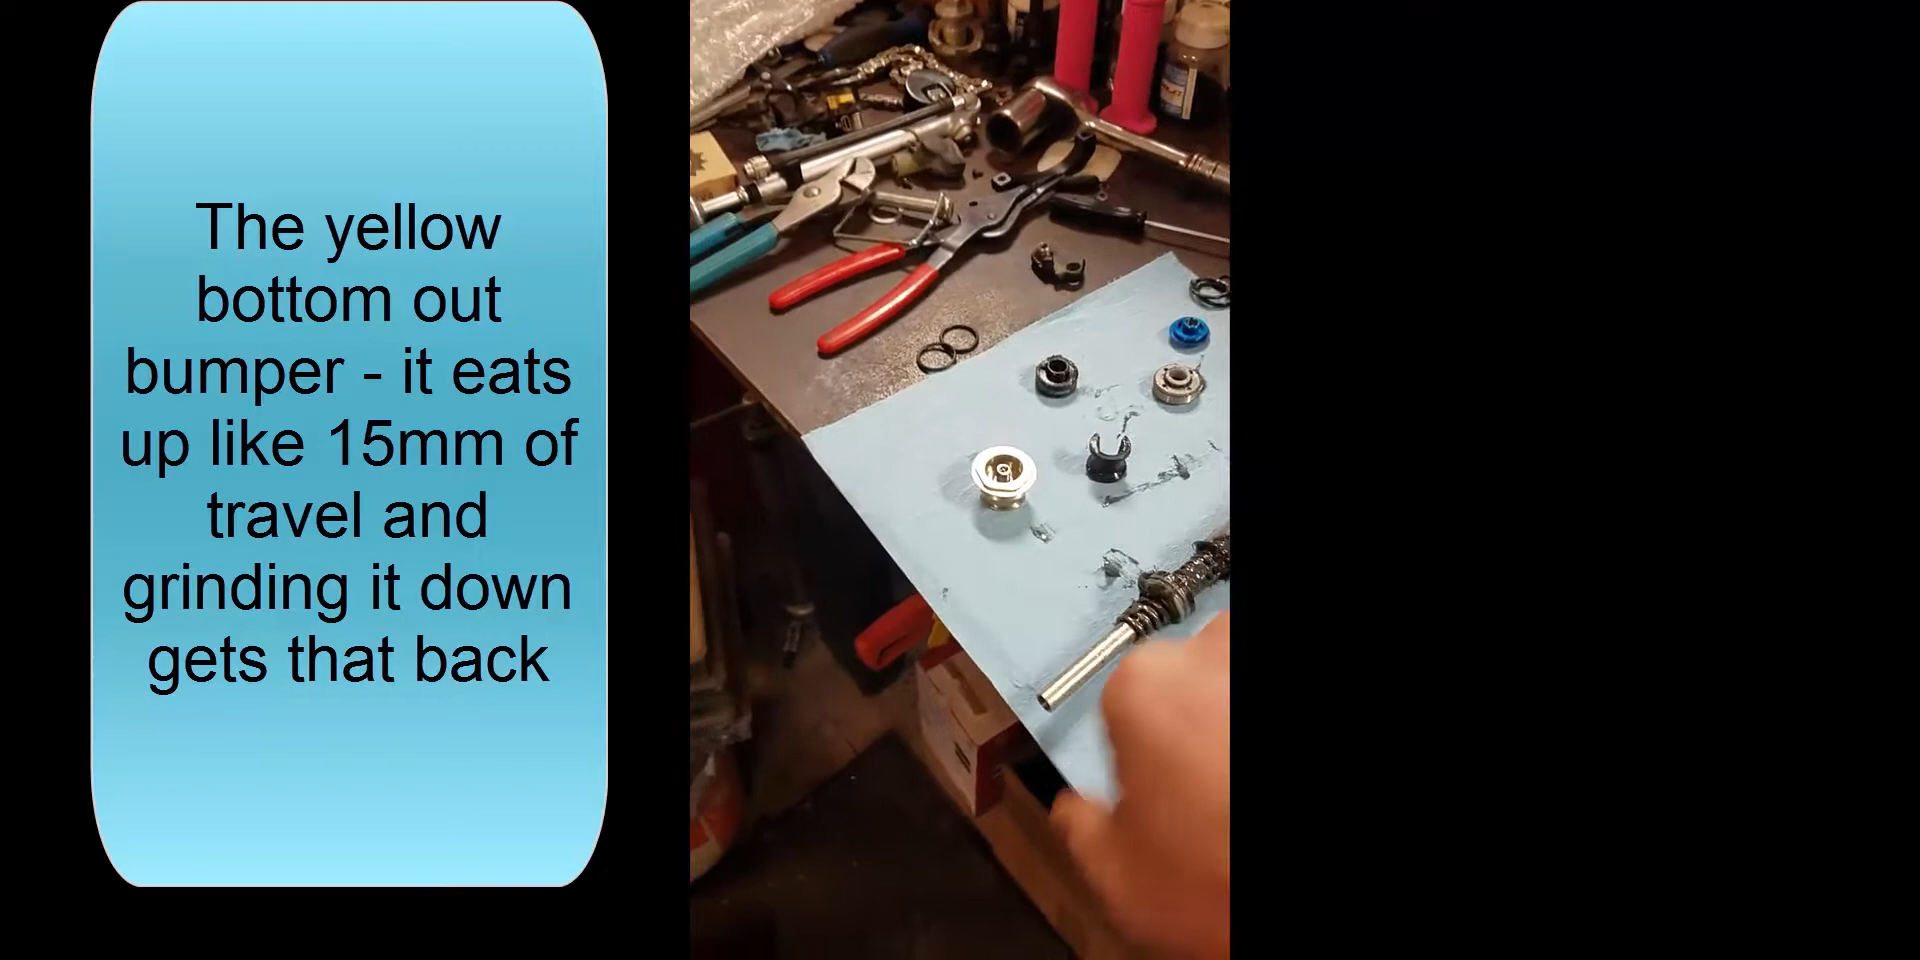 The yellow
bottom out
bumper - it eats
up like 15mm of
travel and
grinding it down
gets that back